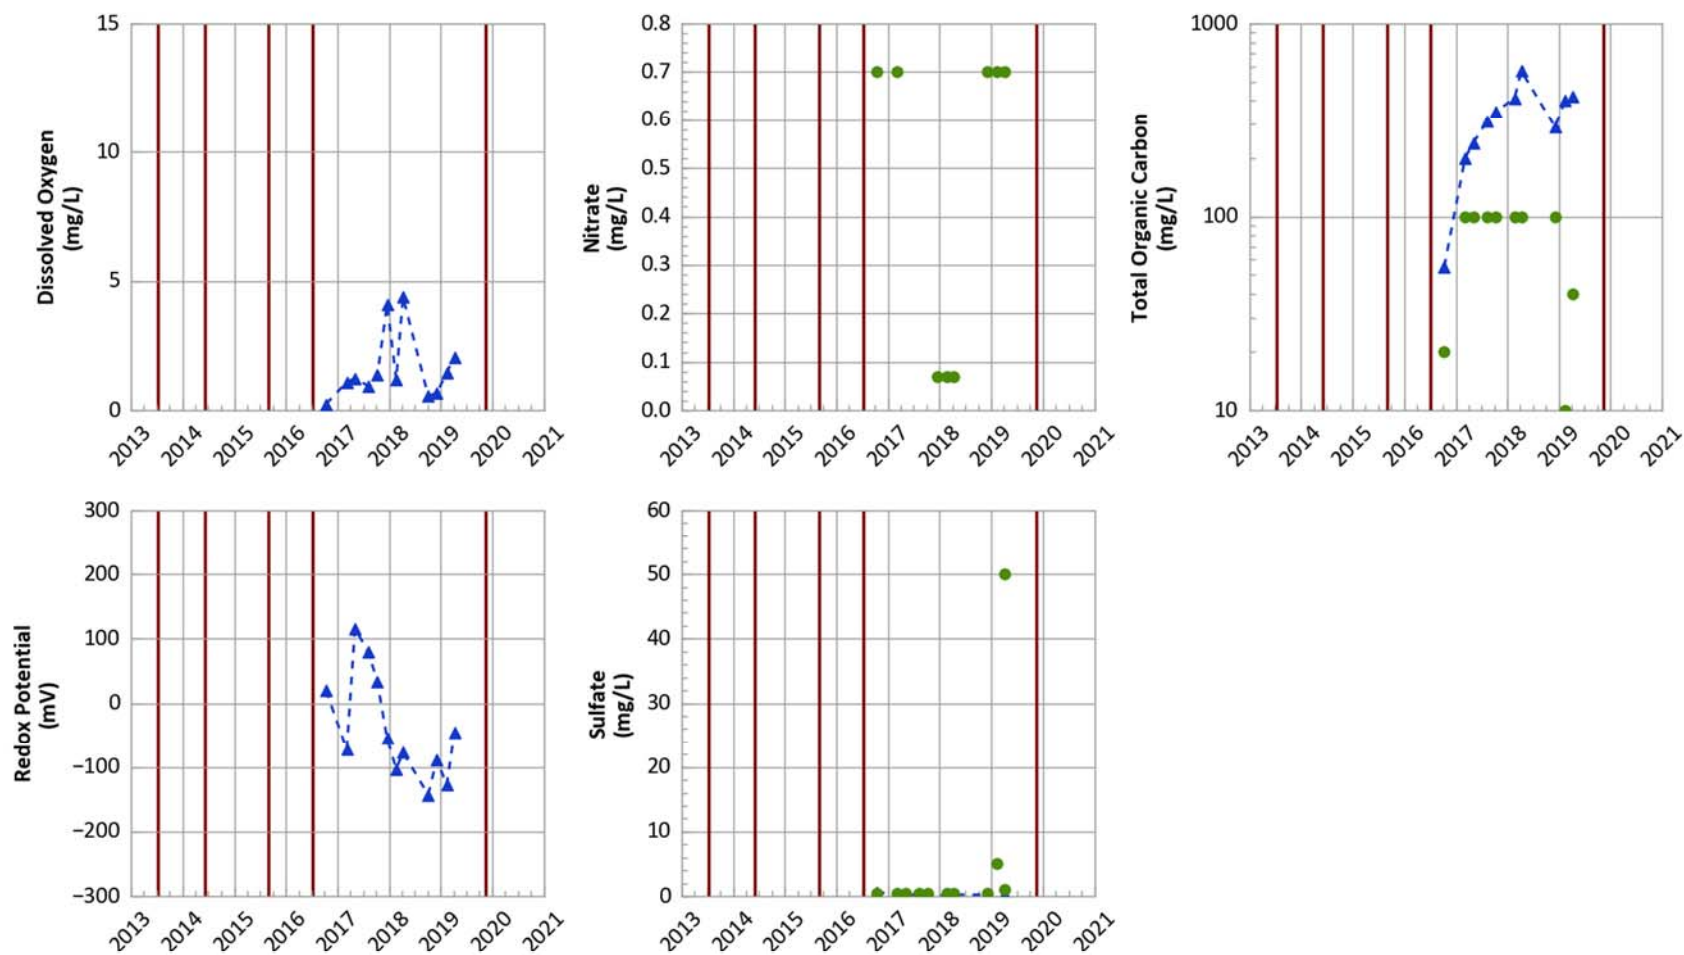 Dissolved Oxygen
(mg/L)
15
10
5
0
2013 2014 2015 2016 2017 2018 2019 2020 2021
Nitrate
(mg/L)
0.8
0.7
0.6
0.5
0.4
0.3
0.2
0.1
0.0
2013 2014 2015 2016 2017 2018 2019 2020 2021
Total Organic Carbon
(mg/L)
1000
100
10
2013 2014 2015 2016 2017 2018 2019 2020 2021
Redox Potential
(mV)
300
200
100
0
−100
−200
−300
2013 2014 2015 2016 2017 2018 2019 2020 2021
Sulfate
(mg/L)
60
50
40
30
20
10
0
2013 2014 2015 2016 2017 2018 2019 2020 2021